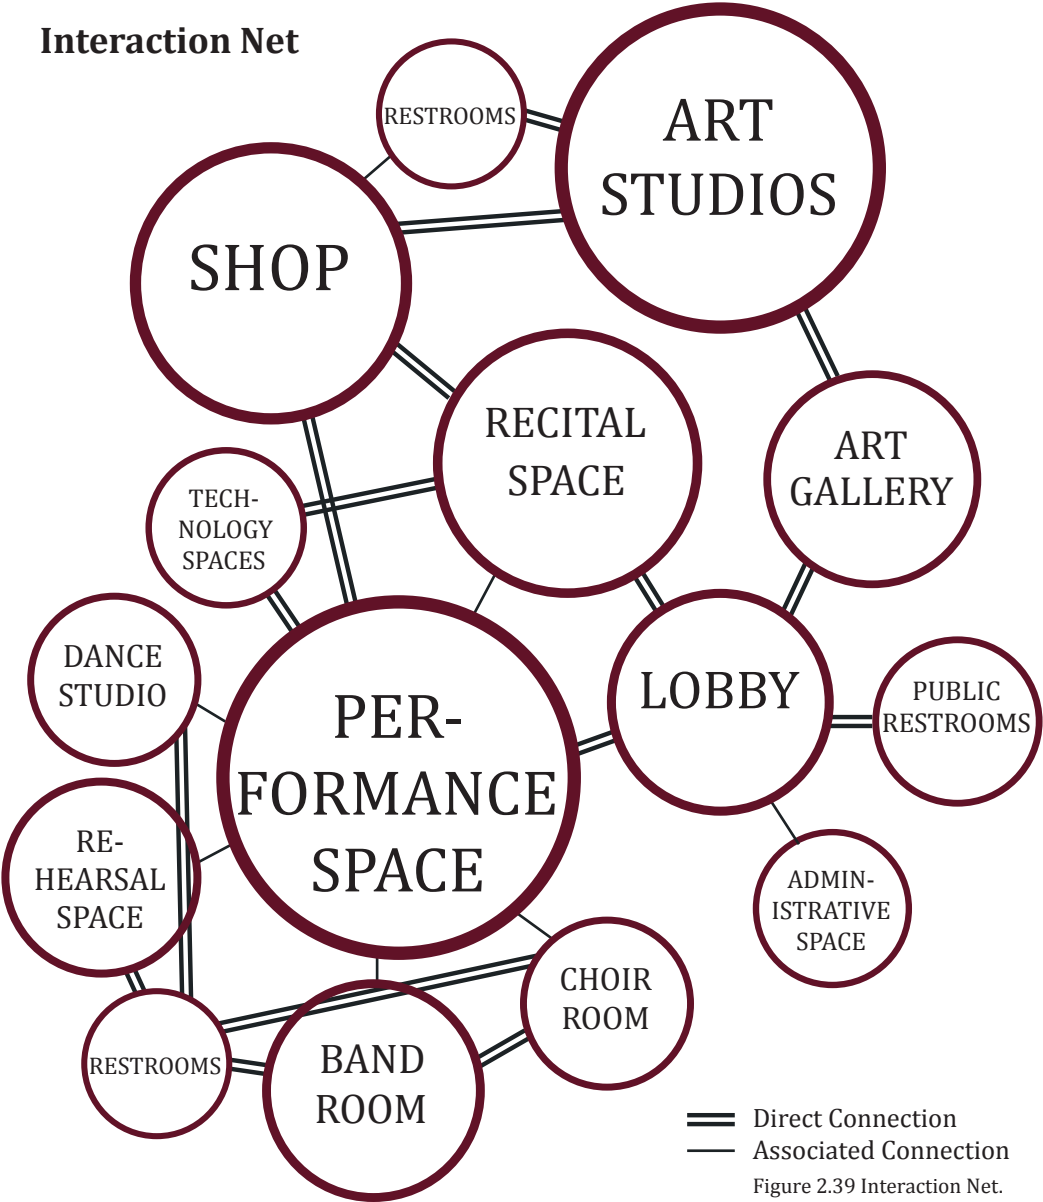 Interaction Net
RESTROOMS
ART
STUDIOS
SHOP
RECITAL
SPACE
ART
GALLERY
TECH-
NOLOGY
SPACES
DANCE
STUDIO
PER-
FORMANCE
SPACE
LOBBY
PUBLIC
RESTROOMS
RE-
HEARSAL
SPACE
ADMIN-
ISTRATIVE
SPACE
CHOIR
ROOM
RESTROOMS
BAND
ROOM
Direct Connection
Associated Connection
Figure 2.39 Interaction Net.